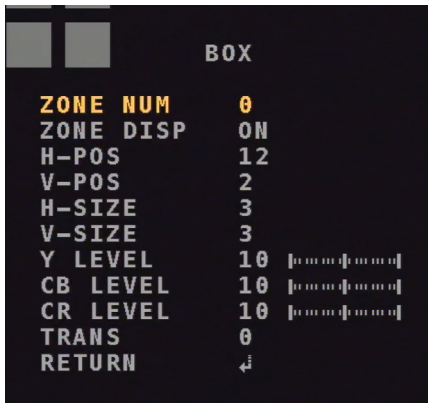 BOX
ZONE NUM 0
ZONE DISP ON
H-POS 12
V-POS 2
H-SIZE 3
V-SIZE 3
Y LEVEL 10
CB LEVEL 10
CR LEVEL 10
TRANS 0
RETURN ↲